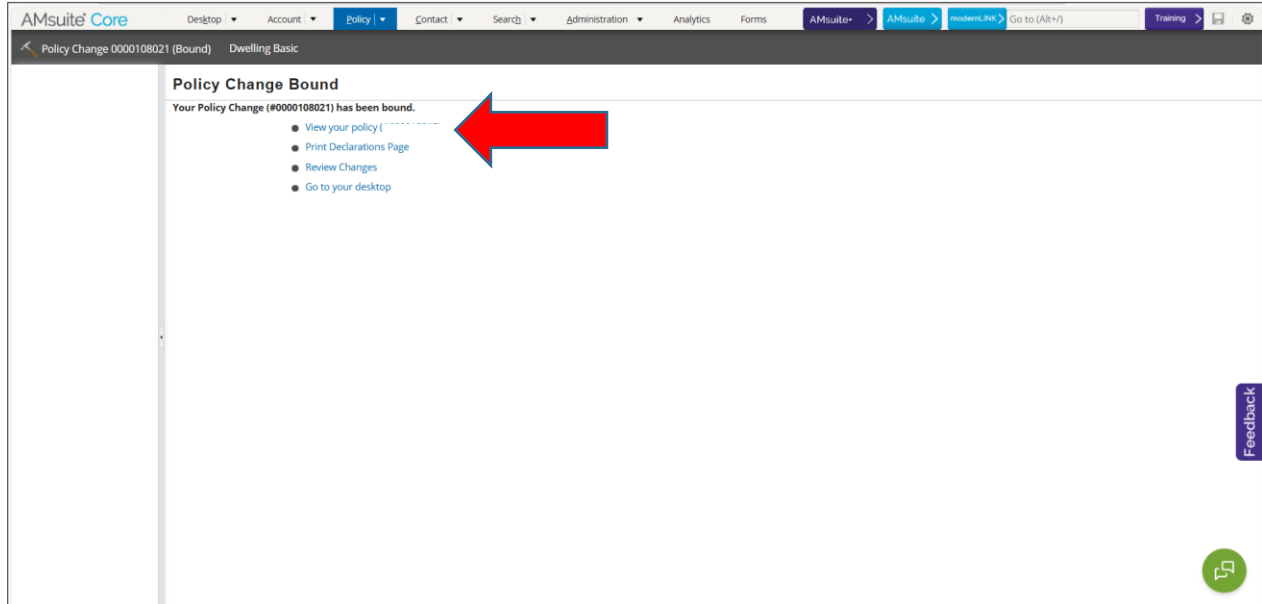 AMsuite Core Desktop Account Policy Contact Search Administration Analytics Forms AMsuite+ AMsuite modernLINK Go to (Alt+/) Training
Policy Change 0000108021 (Bound) Dwelling Basic
Policy Change Bound
Your Policy Change (#0000108021) has been bound.
View your policy (
Print Declarations Page
Review Changes
Go to your desktop
Feedback